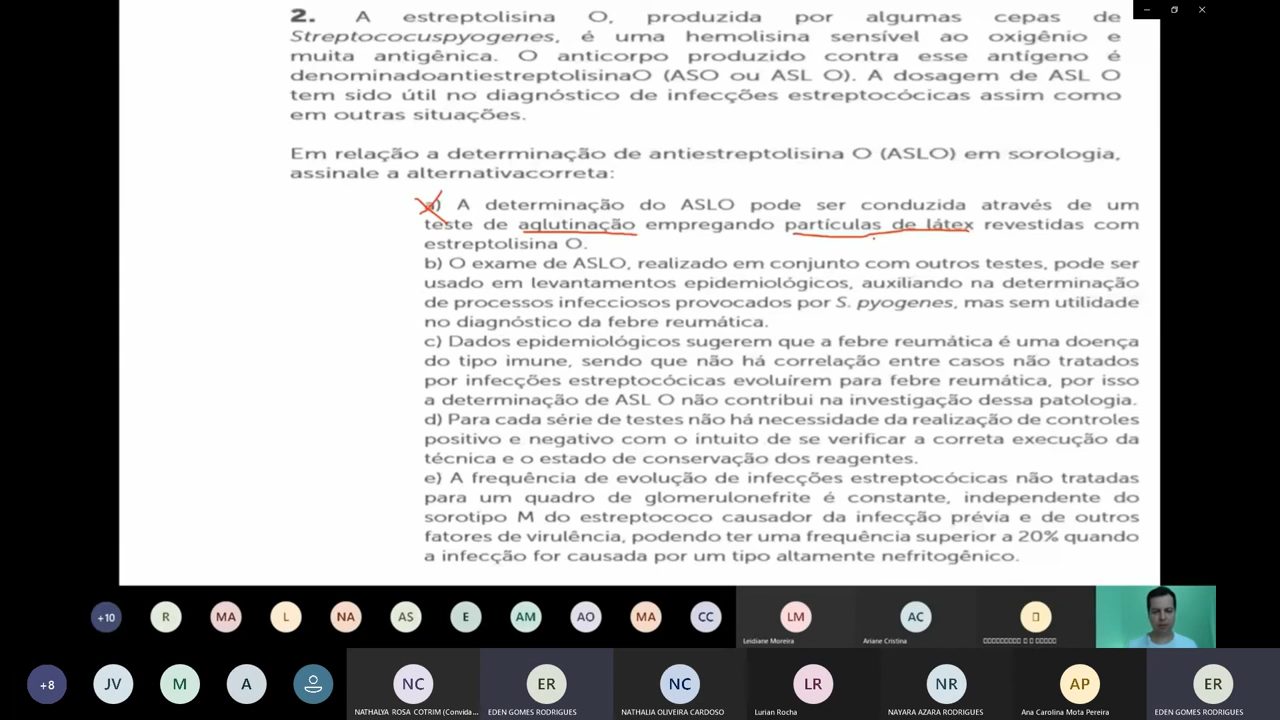 2. A estreptolisina O, produzida por algumas cepas de
Streptococuspyogenes, é uma hemolisina sensível ao oxigênio e
muita antigênica. O anticorpo produzido contra esse antígeno é
denominadoantiestreptolisinaO (ASO ou ASL O). A dosagem de ASL O
tem sido útil no diagnóstico de infecções estreptocócicas assim como
em outras situações.
Em relação a determinação de antiestreptolisina O (ASLO) em sorologia,
assinale a alternativacorreta:
a) A determinação do ASLO pode ser conduzida através de um
teste de aglutinação empregando partículas de látex revestidas com
estreptolisina O.
b) O exame de ASLO, realizado em conjunto com outros testes, pode ser
usado em levantamentos epidemiológicos, auxiliando na determinação
de processos infecciosos provocados por S. pyogenes, mas sem utilidade
no diagnóstico da febre reumática.
c) Dados epidemiológicos sugerem que a febre reumática é uma doença
do tipo imune, sendo que não há correlação entre casos não tratados
por infecções estreptocócicas evoluírem para febre reumática, por isso
a determinação de ASL O não contribui na investigação dessa patologia.
d) Para cada série de testes não há necessidade da realização de controles
positivo e negativo com o intuito de se verificar a correta execução da
técnica e o estado de conservação dos reagentes.
e) A frequência de evolução de infecções estreptocócicas não tratadas
para um quadro de glomerulonefrite é constante, independente do
sorotipo M do estreptococo causador da infecção prévia e de outros
fatores de virulência, podendo ter uma frequência superior a 20% quando
a infecção for causada por um tipo altamente nefritogênico.
+10 R MA L NA AS E AM AO MA CC LM AC
Leidiane Moreira Ariane Cristina
+8 JV M A NC ER NC LR NR AP ER
NATHALYA ROSA COTRIM (Convida... EDEN GOMES RODRIGUES NATHALIA OLIVEIRA CARDOSO Lurian Rocha NAYARA AZARA RODRIGUES Ana Carolina Mota Pereira EDEN GOMES RODRIGUES